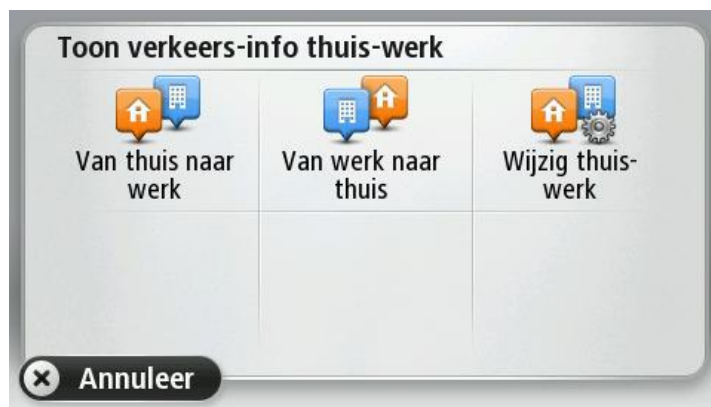 Toon verkeers-info thuis-werk
Van thuis naar
werk
Van werk naar
thuis
Wijzig thuis-
werk
Annuleer